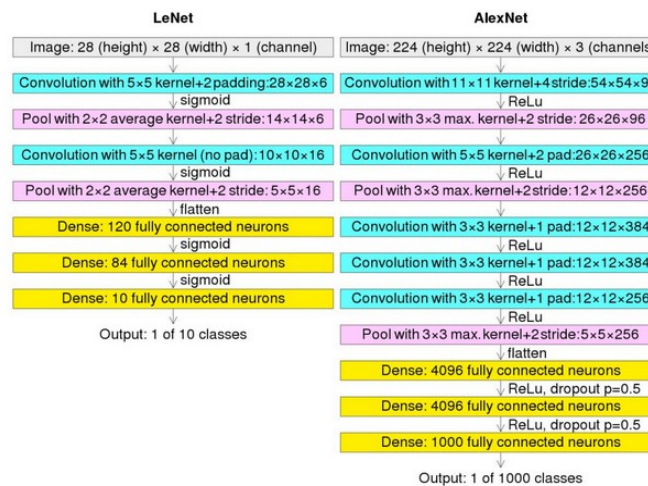 LeNet
Image: 28 (height) × 28 (width) × 1 (channel)
Convolution with 5×5 kernel+2 padding:28×28×6
sigmoid
Pool with 2×2 average kernel+2 stride:14×14×6
Convolution with 5×5 kernel (no pad):10×10×16
sigmoid
Pool with 2×2 average kernel+2 stride: 5×5×16
flatten
Dense: 120 fully connected neurons
sigmoid
Dense: 84 fully connected neurons
sigmoid
Dense: 10 fully connected neurons
Output: 1 of 10 classes
AlexNet
Image: 224 (height) × 224 (width) × 3 (channels
Convolution with 11×11 kernel+4 stride:54×54×9
ReLu
Pool with 3×3 max. kernel+2 stride: 26×26×96
Convolution with 5×5 kernel+2 pad:26×26×256
ReLu
Pool with 3×3 max. kernel+2stride:12×12×256
Convolution with 3×3 kernel+1 pad:12×12×384
ReLu
Convolution with 3×3 kernel+1 pad:12×12×384
ReLu
Convolution with 3×3 kernel+1 pad:12×12×256
ReLu
Pool with 3×3 max. kernel+2stride:5×5×256
flatten
Dense: 4096 fully connected neurons
ReLu, dropout p=0.5
Dense: 4096 fully connected neurons
ReLu, dropout p=0.5
Dense: 1000 fully connected neurons
Output: 1 of 1000 classes